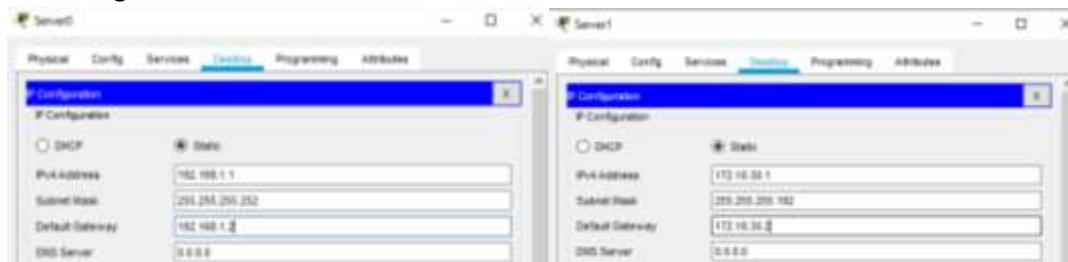 Server0
Physical Config Services Desktop Programming Attributes
IP Configuration X
IP Configuration
DHCP Static
IPv4 Address 192.168.1.1
Subnet Mask 255.255.255.252
Default Gateway 192.168.1.2
DNS Server 0.0.0.0
Server1
Physical Config Services Desktop Programming Attributes
IP Configuration X
IP Configuration
DHCP Static
IPv4 Address 172.16.30.1
Subnet Mask 255.255.255.192
Default Gateway 172.16.30.2
DNS Server 0.0.0.0